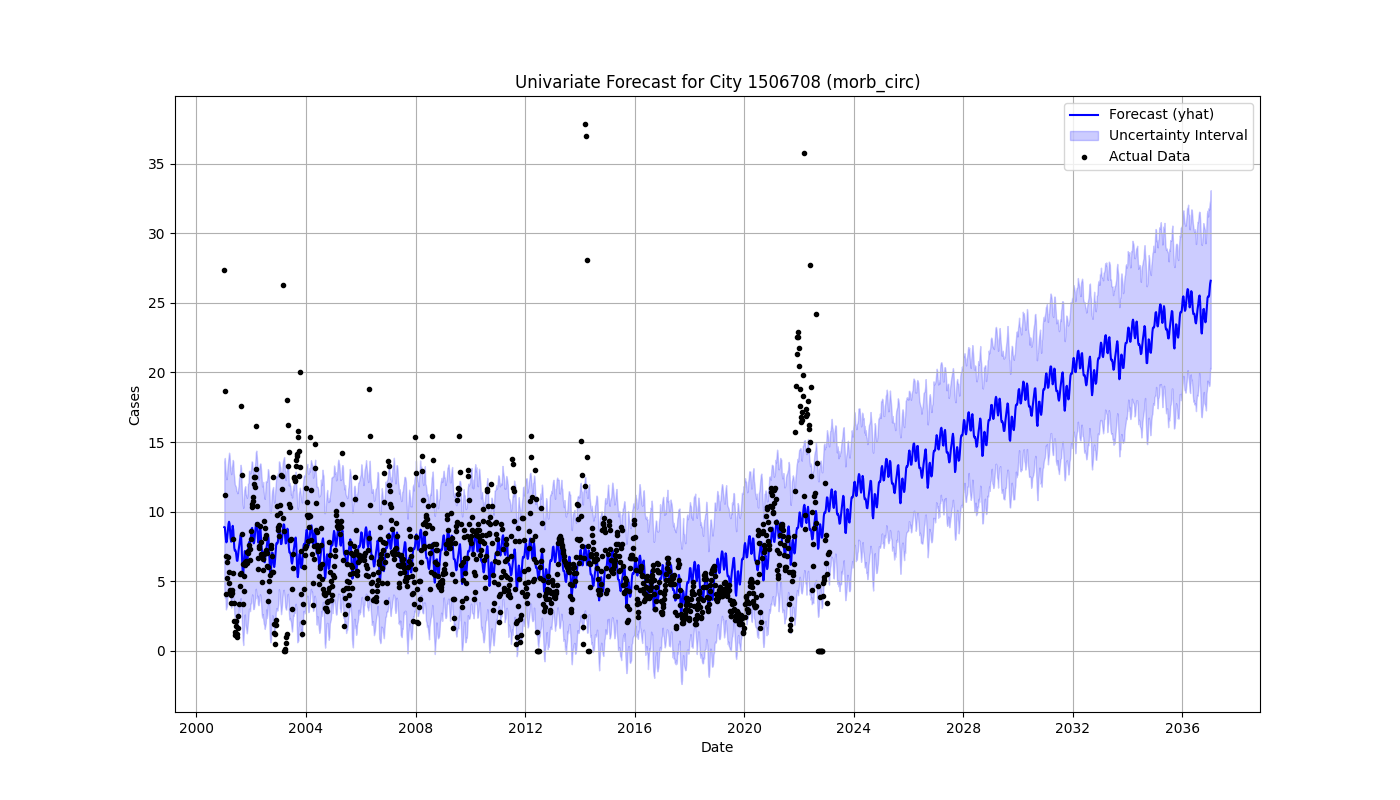 Univariate Forecast for City 1506708 (morb_circ)
Forecast (yhat)
Uncertainty Interval
Actual Data
Cases
35
30
25
20
15
10
5
0
2000 2004 2008 2012 2016 2020 2024 2028 2032 2036
Date